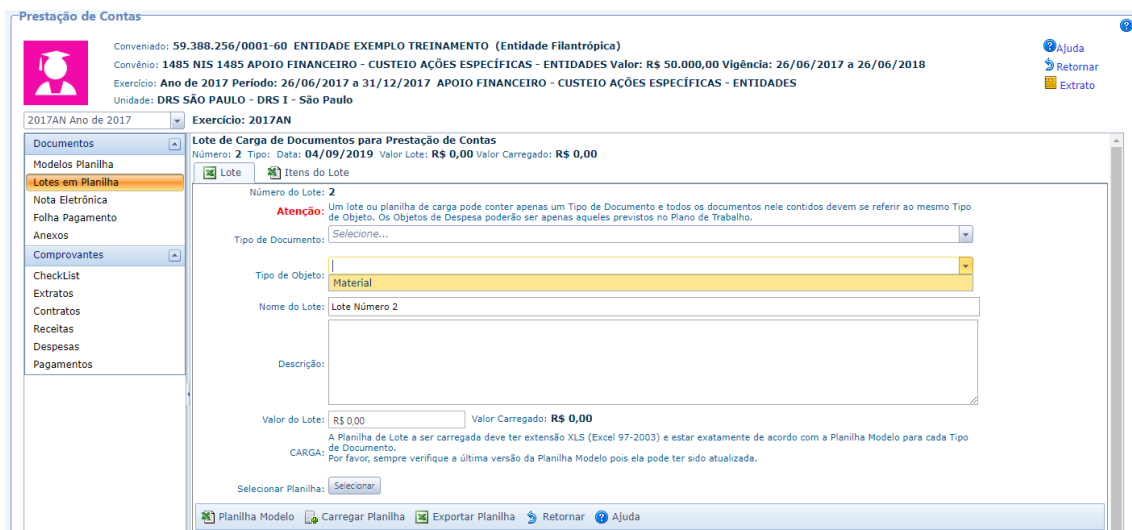 Prestação de Contas
Conveniado: 59.388.256/0001-60 ENTIDADE EXEMPLO TREINAMENTO (Entidade Filantrópica)
Convênio: 1485 NIS 1485 APOIO FINANCEIRO - CUSTEIO AÇÕES ESPECÍFICAS - ENTIDADES Valor: R$ 50.000,00 Vigência: 26/06/2017 a 26/06/2018
Exercício: Ano de 2017 Período: 26/06/2017 a 31/12/2017 APOIO FINANCEIRO - CUSTEIO AÇÕES ESPECÍFICAS - ENTIDADES
Unidade: DRS SÃO PAULO - DRS I - São Paulo
Ajuda
Retornar
Extrato
2017AN Ano de 2017
Exercício: 2017AN
Documentos
Modelos Planilha
Lotes em Planilha
Nota Eletrônica
Folha Pagamento
Anexos
Comprovantes
CheckList
Extratos
Contratos
Receitas
Despesas
Pagamentos
Lote de Carga de Documentos para Prestação de Contas
Número: 2 Tipo: Data: 04/09/2019 Valor Lote: R$ 0,00 Valor Carregado: R$ 0,00
Lote
Itens do Lote
Número do Lote: 2
Atenção: Um lote ou planilha de carga pode conter apenas um Tipo de Documento e todos os documentos nele contidos devem se referir ao mesmo Tipo
de Objeto. Os Objetos de Despesa poderão ser apenas aqueles previstos no Plano de Trabalho.
Tipo de Documento: Selecione...
Tipo de Objeto:
Material
Nome do Lote: Lote Número 2
Descrição:
Valor do Lote: R$ 0,00 Valor Carregado: R$ 0,00
CARGA: A Planilha de Lote a ser carregada deve ter extensão XLS (Excel 97-2003) e estar exatamente de acordo com a Planilha Modelo para cada Tipo
de Documento.
Por favor, sempre verifique a última versão da Planilha Modelo pois ela pode ter sido atualizada.
Selecionar Planilha: Selecionar
Planilha Modelo Carregar Planilha Exportar Planilha Retornar Ajuda